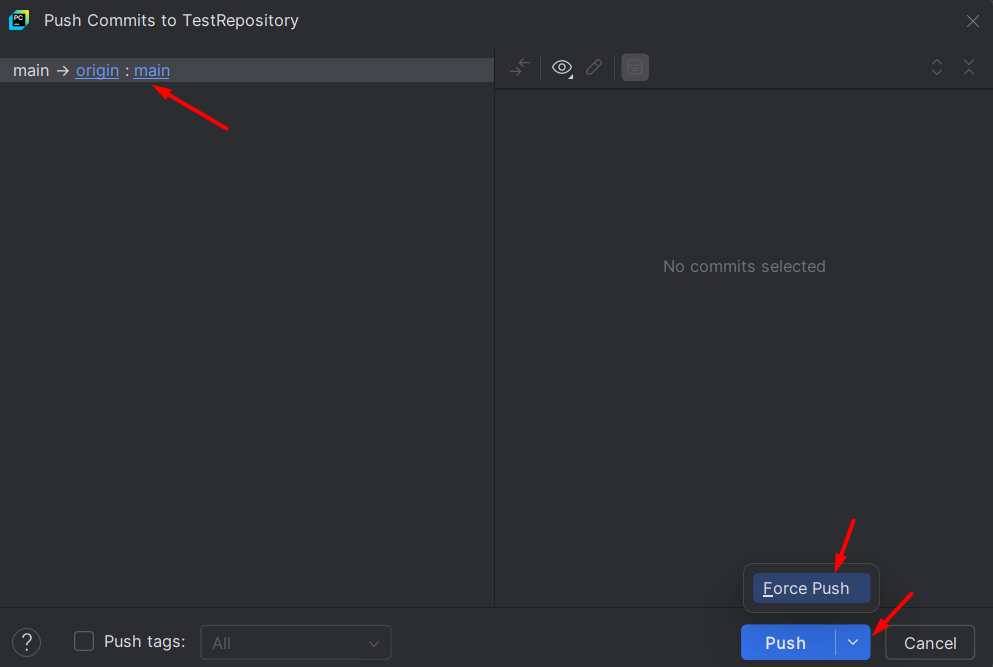 PC
Push Commits to TestRepository
main → origin : main
No commits selected
Force Push
? Push tags: All Push Cancel